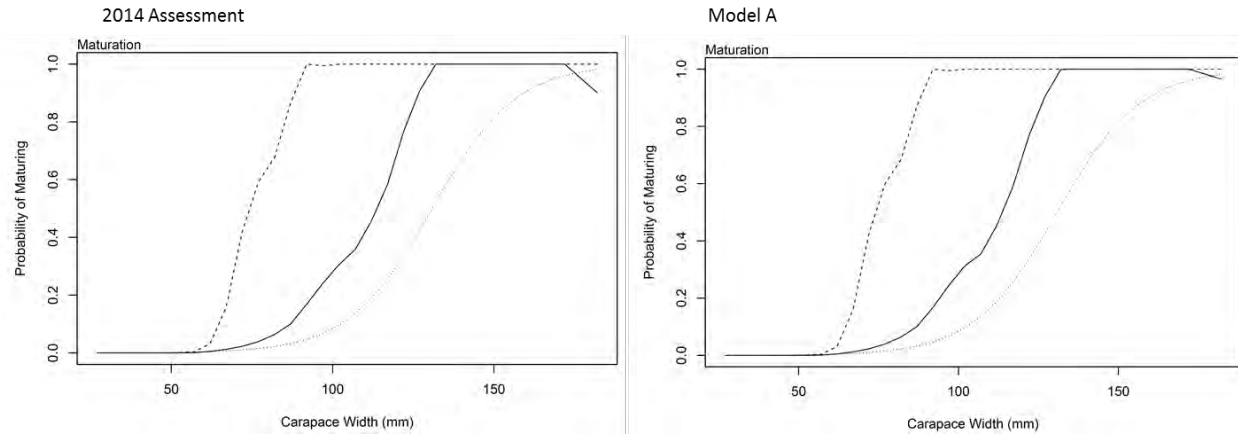 2014 Assessment
Model A
Maturation
Probability of Maturing
0.0 0.2 0.4 0.6 0.8 1.0
50 100 150
Carapace Width (mm)
Maturation
Probability of Maturing
0.0 0.2 0.4 0.6 0.8 1.0
50 100 150
Carapace Width (mm)